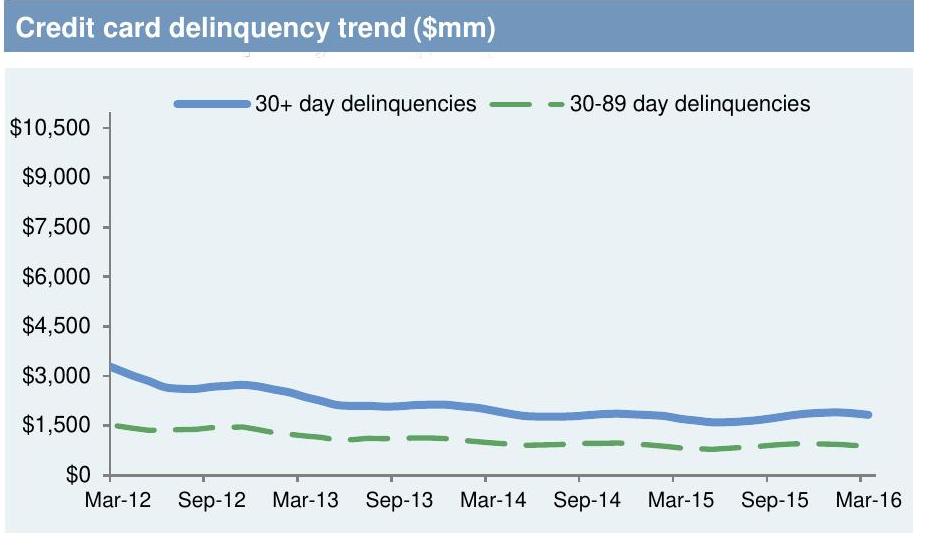 Credit card delinquency trend ($mm)
30+ day delinquencies 30-89 day delinquencies
$10,500
$9,000
$7,500
$6,000
$4,500
$3,000
$1,500
$0
Mar-12 Sep-12 Mar-13 Sep-13 Mar-14 Sep-14 Mar-15 Sep-15 Mar-16